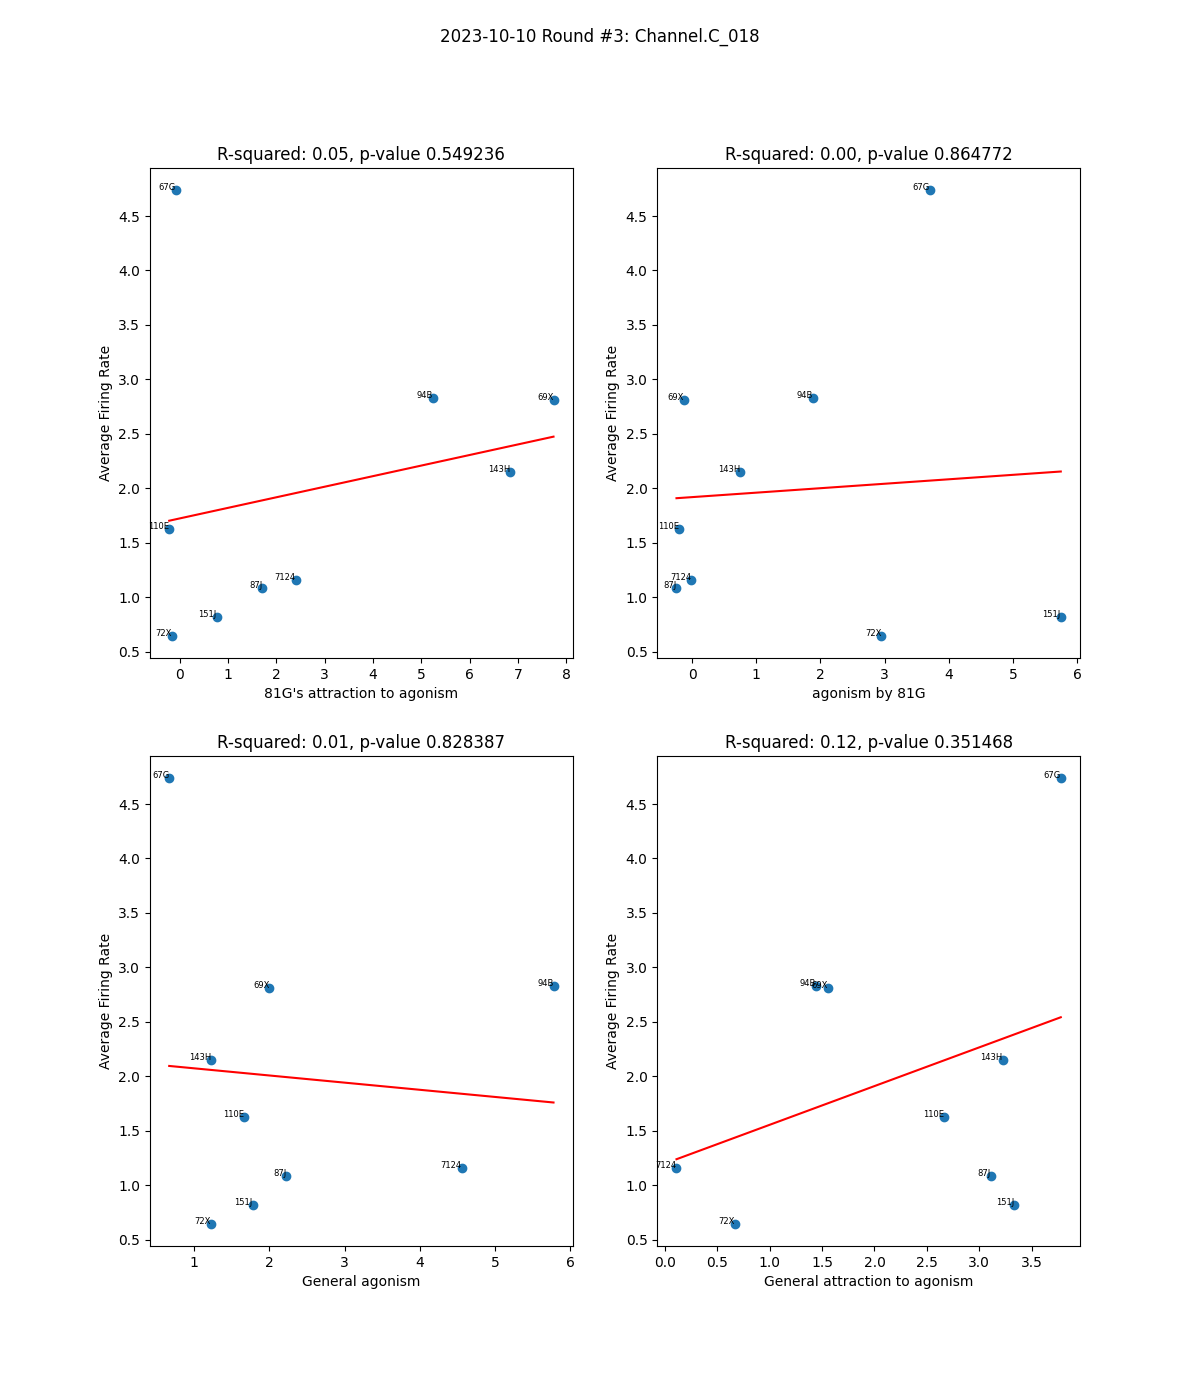 2023-10-10 Round #3: Channel.C_018
R-squared: 0.05, p-value 0.549236
67G
4.5
4.0
3.5
3.0
94B
69X
2.5
143H
2.0
110E
1.5
7124
87J
1.0
151J
72X
0.5
Average Firing Rate
0 1 2 3 4 5 6 7 8
81G's attraction to agonism
R-squared: 0.00, p-value 0.864772
67G
4.5
4.0
3.5
3.0
69X
94B
2.5
143H
2.0
110E
1.5
7124
87J
1.0
151J
72X
0.5
Average Firing Rate
0 1 2 3 4 5 6
agonism by 81G
R-squared: 0.01, p-value 0.828387
67G
4.5
4.0
3.5
3.0
69X
94B
2.5
143H
2.0
110E
1.5
7124
87J
1.0
151J
72X
0.5
Average Firing Rate
1 2 3 4 5 6
General agonism
R-squared: 0.12, p-value 0.351468
67G
4.5
4.0
3.5
3.0
94B
69X
2.5
143H
2.0
110E
1.5
7124
87J
1.0
151J
72X
0.5
Average Firing Rate
0.0 0.5 1.0 1.5 2.0 2.5 3.0 3.5
General attraction to agonism